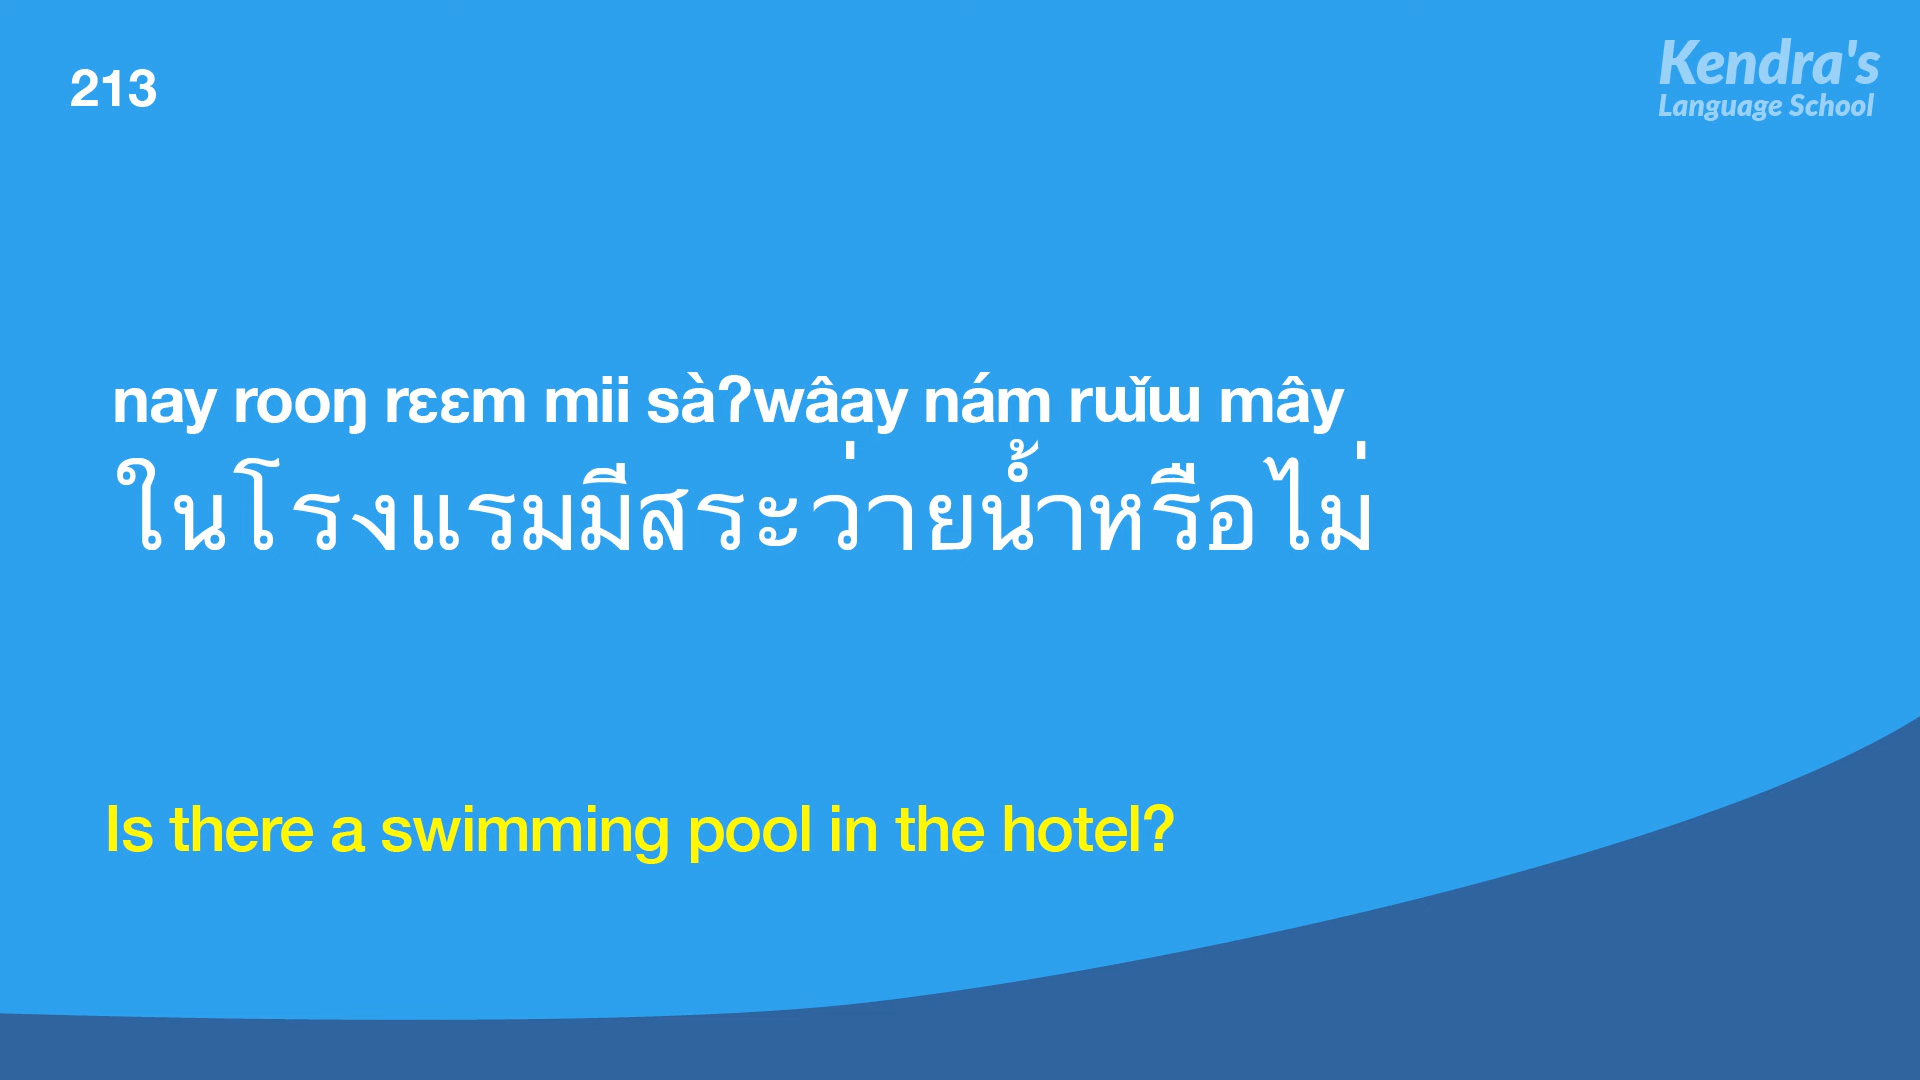 213
Kendra's
Language School
nay rooŋ rɛɛm mii sàʔwâay nám rɯ̌ɯ mây
ในโรงแรมมีสระว่ายน้ำหรือไม่
Is there a swimming pool in the hotel?